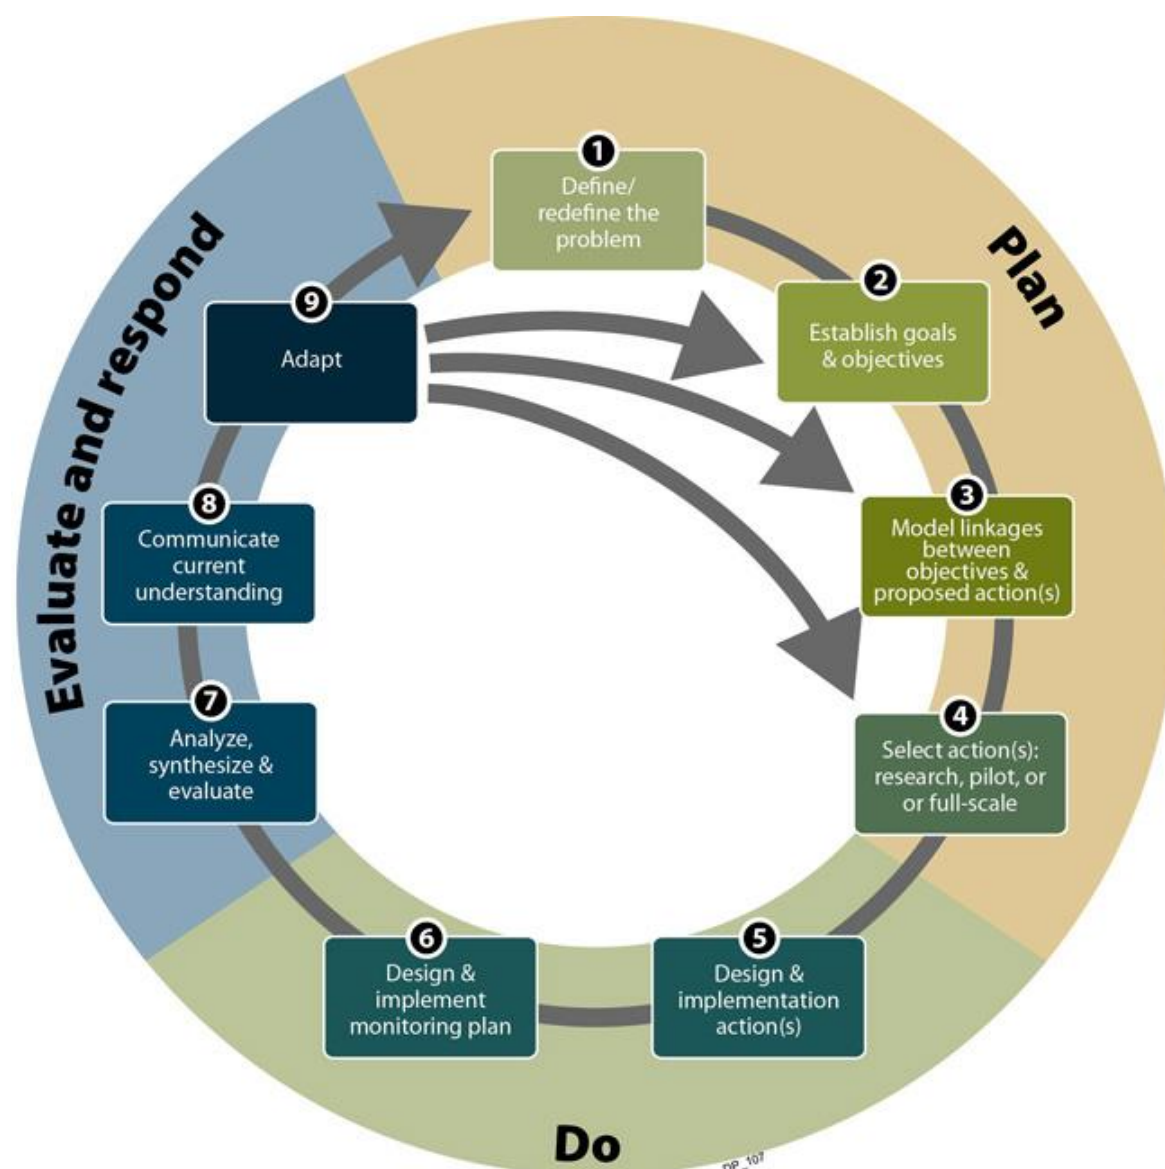 1
Define/
redefine the
problem
2
Establish goals
& objectives
3
Model linkages
between
objectives &
proposed action(s)
4
Select action(s):
research, pilot, or
or full-scale
5
Design &
implementation
action(s)
6
Design &
implement
monitoring plan
7
Analyze,
synthesize &
evaluate
8
Communicate
current
understanding
9
Adapt
Plan
Do
Evaluate and respond
DP_107